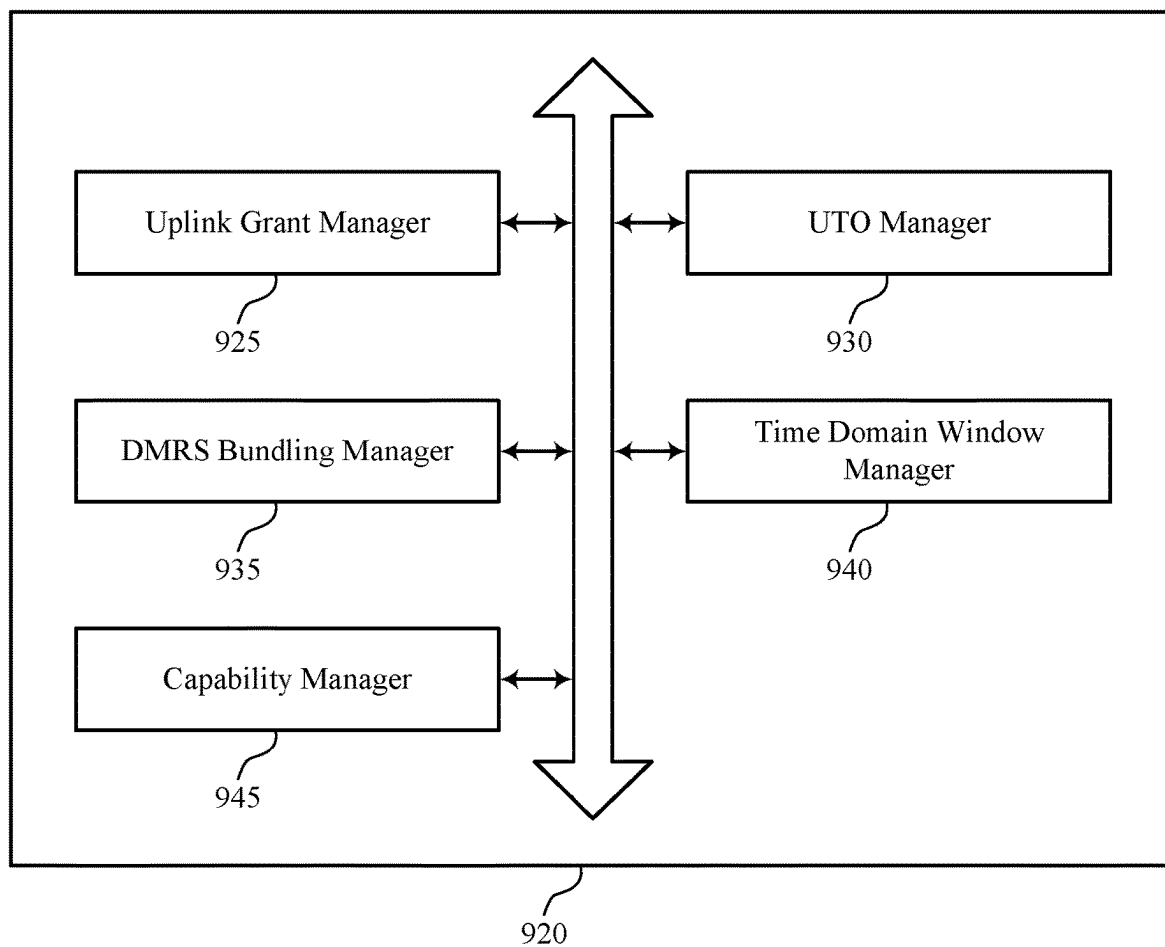 Uplink Grant Manager
925
UTO Manager
930
DMRS Bundling Manager
935
Time Domain Window
Manager
940
Capability Manager
945
920